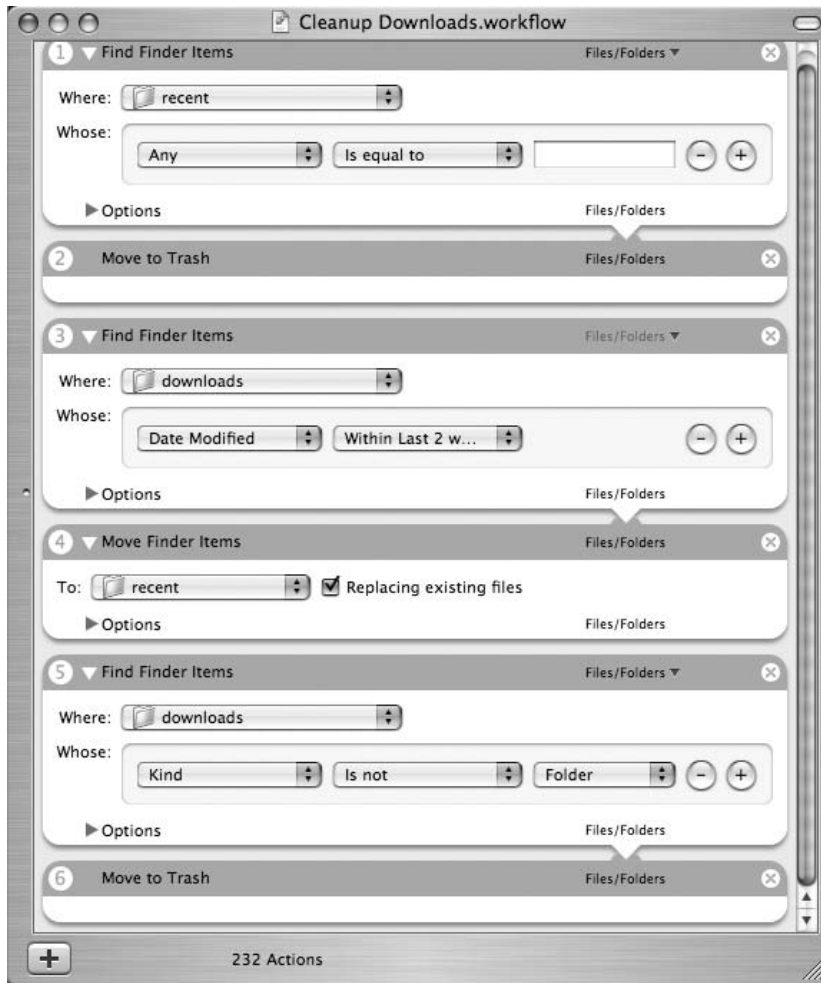 Cleanup Downloads.workflow
1 Find Finder Items Files/Folders
Where: recent
Whose:
Any Is equal to - +
Options Files/Folders
2 Move to Trash Files/Folders
3 Find Finder Items Files/Folders
Where: downloads
Whose:
Date Modified Within Last 2 w... - +
Options Files/Folders
4 Move Finder Items Files/Folders
To: recent Replacing existing files
Options Files/Folders
5 Find Finder Items Files/Folders
Where: downloads
Whose:
Kind Is not Folder - +
Options Files/Folders
6 Move to Trash Files/Folders
+ 232 Actions